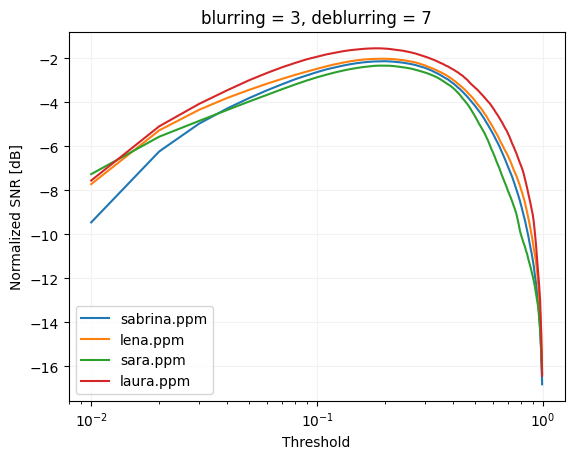 blurring = 3, deblurring = 7
Normalized SNR [dB]
−2
−4
−6
−8
−10
−12
−14
−16
sabrina.ppm
lena.ppm
sara.ppm
laura.ppm
10⁻²
10⁻¹
10⁰
Threshold